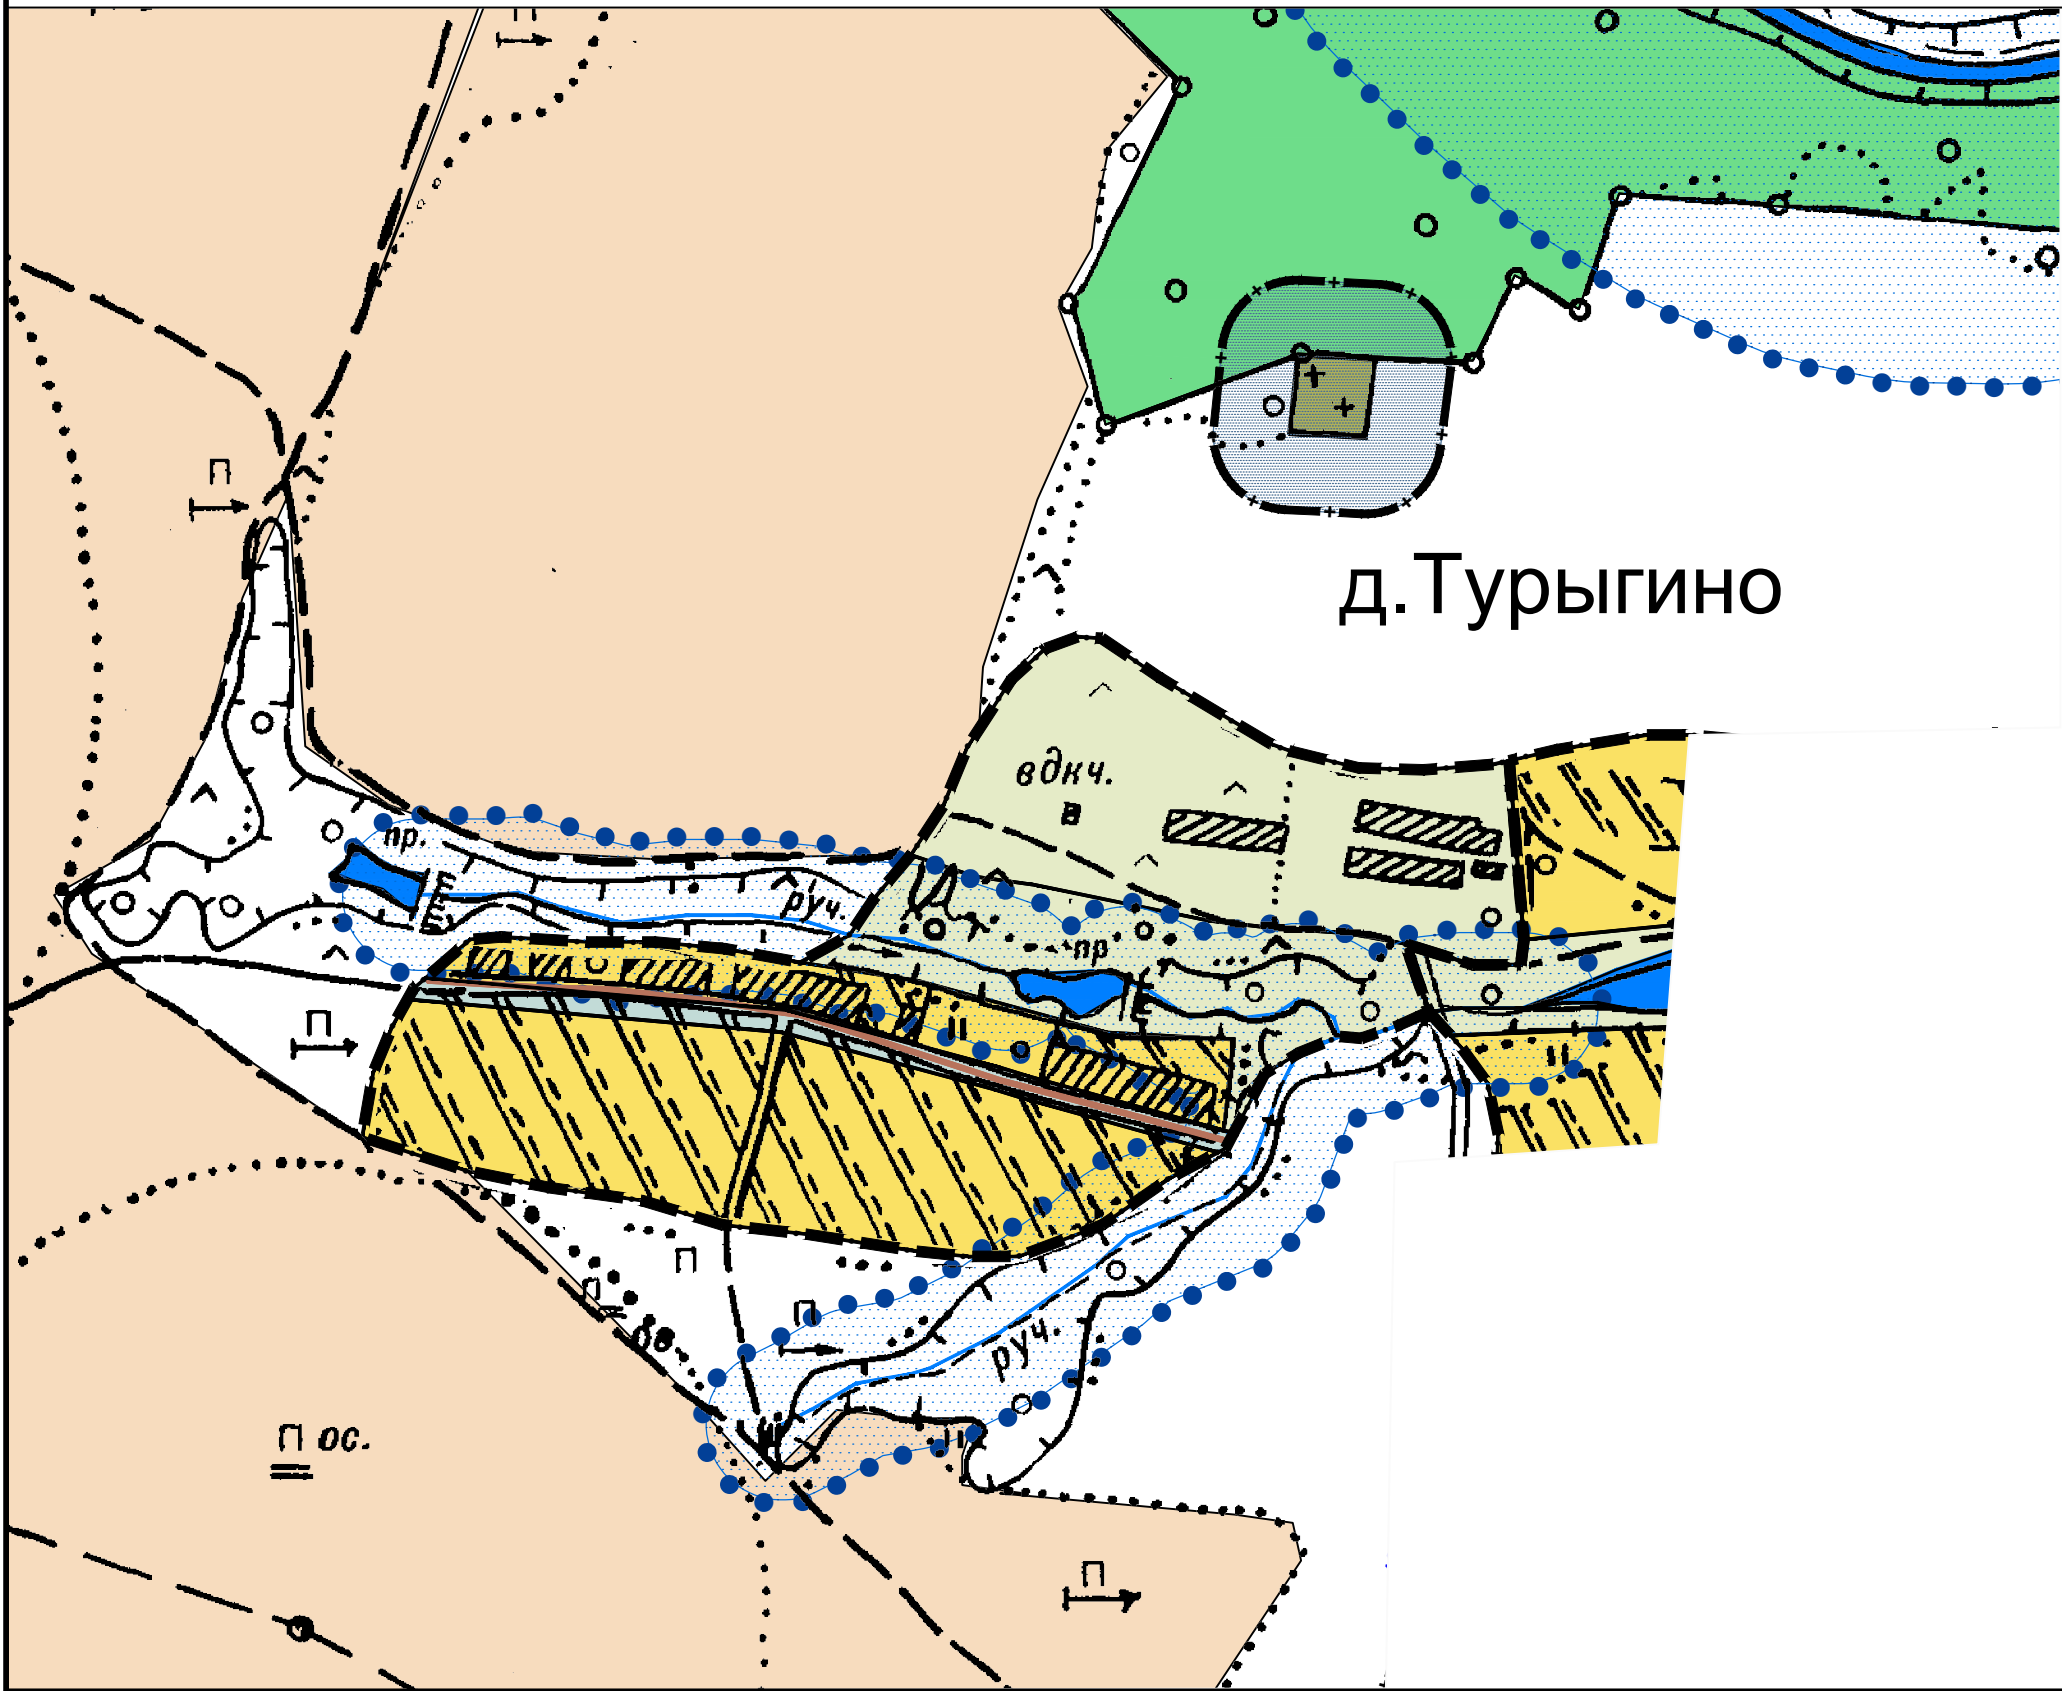 П
П
д.Турыгино
вдкч.
в
пр.
руч.
пр
П
П
П
П
руч.
П ос.
П